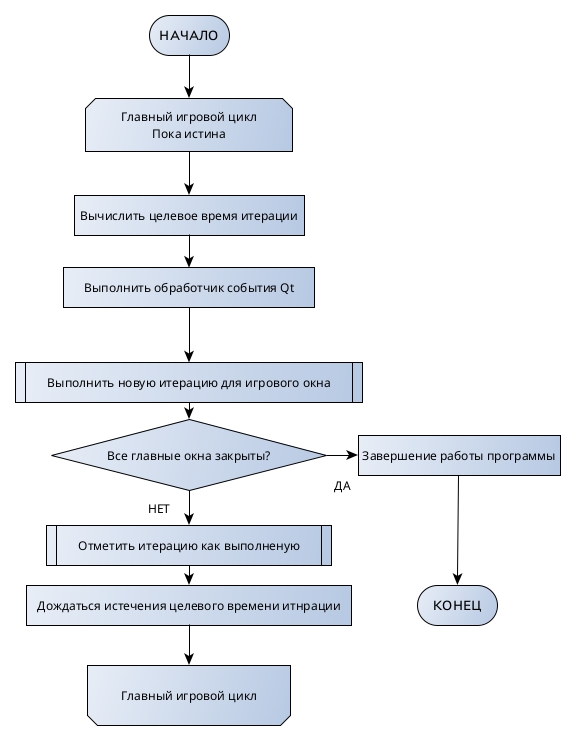 НАЧАЛО
Главный игровой цикл
Пока истина
Вычислить целевое время итерации
Выполнить обработчик события Qt
Выполнить новую итерацию для игрового окна
Все главные окна закрыты?
Завершение работы программы
ДА
НЕТ
Отметить итерацию как выполненую
Дождаться истечения целевого времени итнрации
КОНЕЦ
Главный игровой цикл